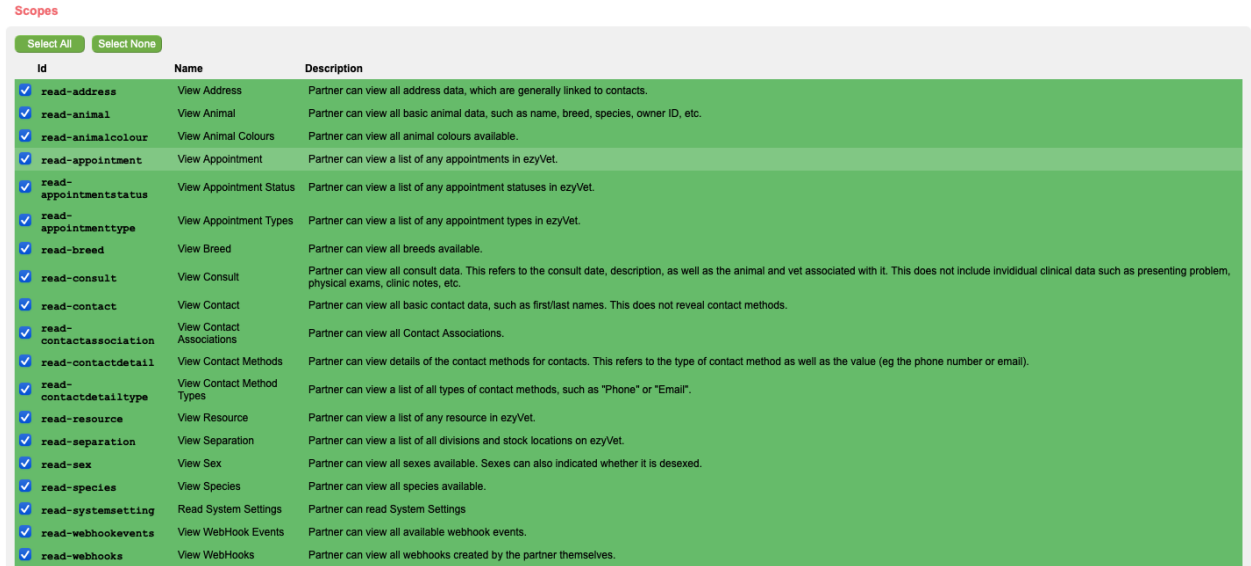 Scopes
Select All Select None
Id Name Description
read-address View Address Partner can view all address data, which are generally linked to contacts.
read-animal View Animal Partner can view all basic animal data, such as name, breed, species, owner ID, etc.
read-animalcolour View Animal Colours Partner can view all animal colours available.
read-appointment View Appointment Partner can view a list of any appointments in ezyVet.
read-
appointmentstatus View Appointment Status Partner can view a list of any appointment statuses in ezyVet.
read-
appointmenttype View Appointment Types Partner can view a list of any appointment types in ezyVet.
read-breed View Breed Partner can view all breeds available.
read-consult View Consult Partner can view all consult data. This refers to the consult date, description, as well as the animal and vet associated with it. This does not include invididual clinical data such as presenting problem,
physical exams, clinic notes, etc.
read-contact View Contact Partner can view all basic contact data, such as first/last names. This does not reveal contact methods.
read-
contactassociation View Contact
Associations Partner can view all Contact Associations.
read-contactdetail View Contact Methods Partner can view details of the contact methods for contacts. This refers to the type of contact method as well as the value (eg the phone number or email).
read-
contactdetailtype View Contact Method
Types Partner can view a list of all types of contact methods, such as "Phone" or "Email".
read-resource View Resource Partner can view a list of any resource in ezyVet.
read-separation View Separation Partner can view a list of all divisions and stock locations on ezyVet.
read-sex View Sex Partner can view all sexes available. Sexes can also indicated whether it is desexed.
read-species View Species Partner can view all species available.
read-systemsetting Read System Settings Partner can read System Settings
read-webhookevents View WebHook Events Partner can view all available webhook events.
read-webhooks View WebHooks Partner can view all webhooks created by the partner themselves.